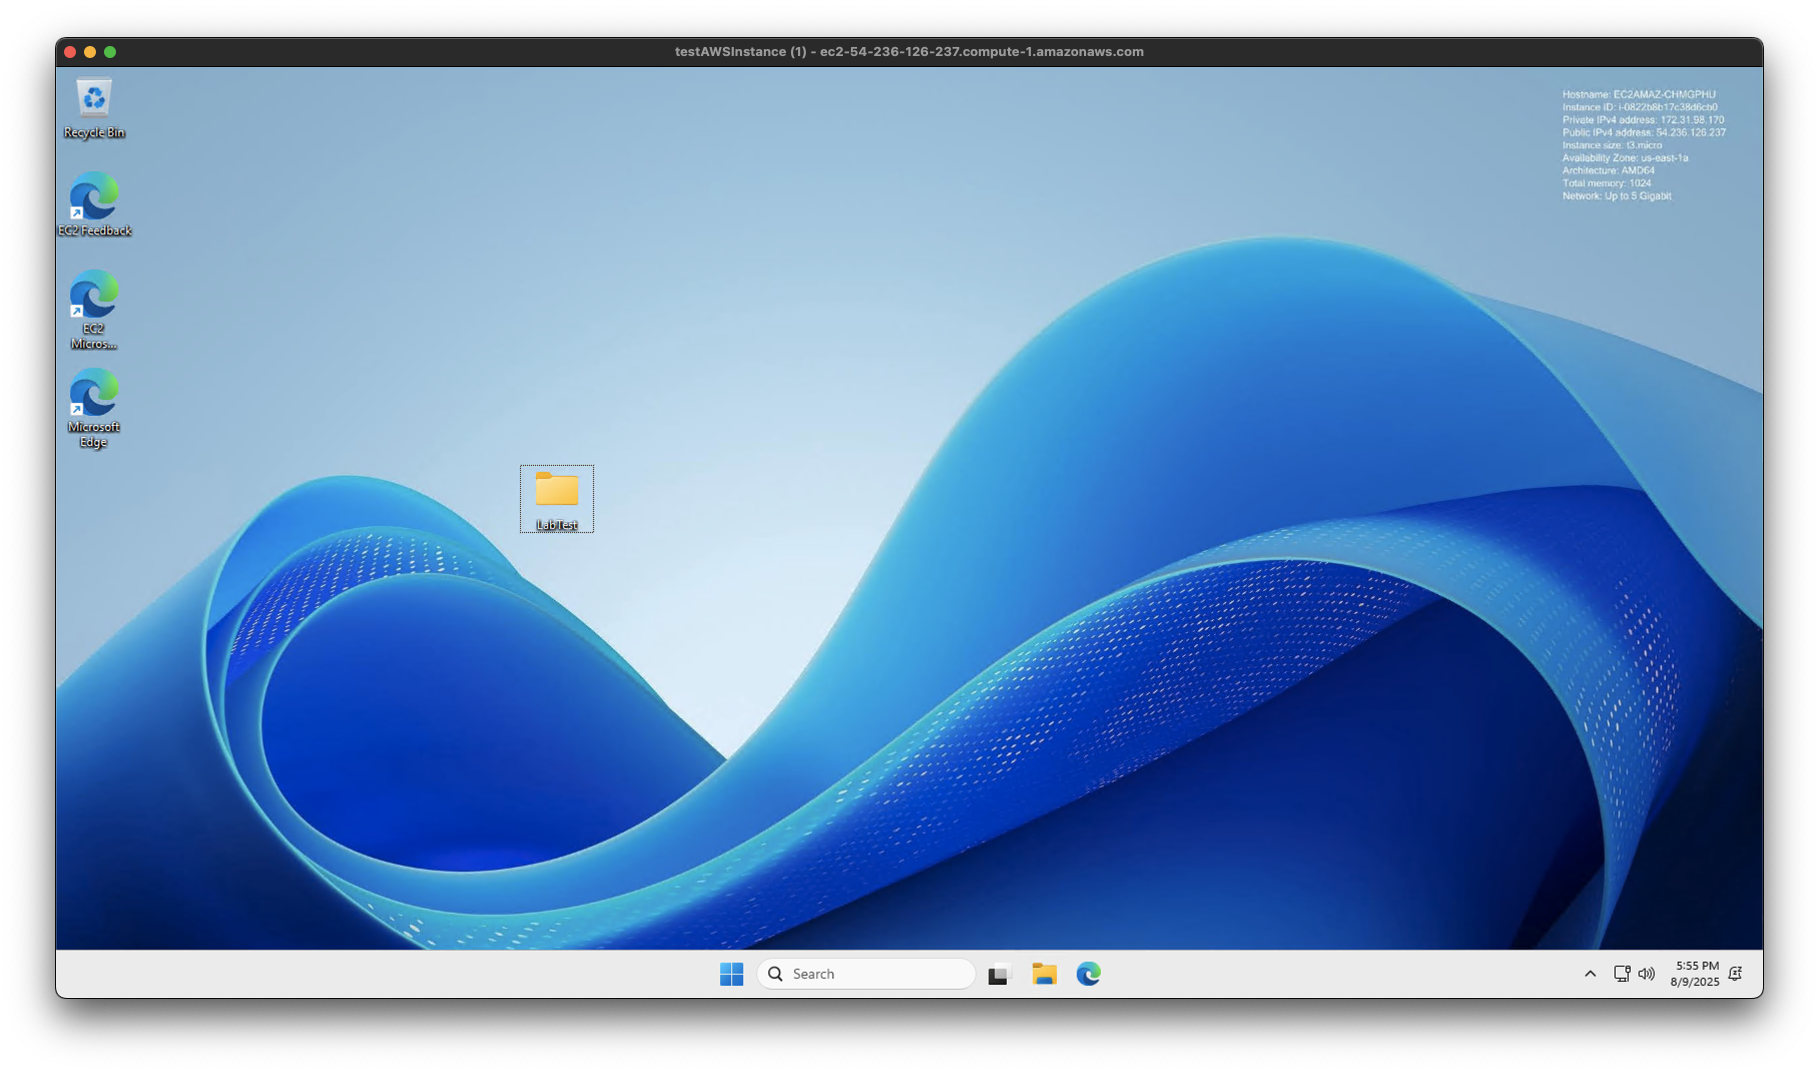 testAWSInstance (1) - ec2-54-236-126-237.compute-1.amazonaws.com
Recycle Bin
EC2 Feedback
EC2
Micros...
Microsoft
Edge
LabTest
Hostname: EC2AMAZ-CHMGPHU
Instance ID: i-0822b8b17c38d6cb0
Private IPv4 address: 172.31.98.170
Public IPv4 address: 54.236.126.237
Instance size: t3.micro
Availability Zone: us-east-1a
Architecture: AMD64
Total memory: 1024
Network: Up to 5 Gigabit
Search
5:55 PM
8/9/2025